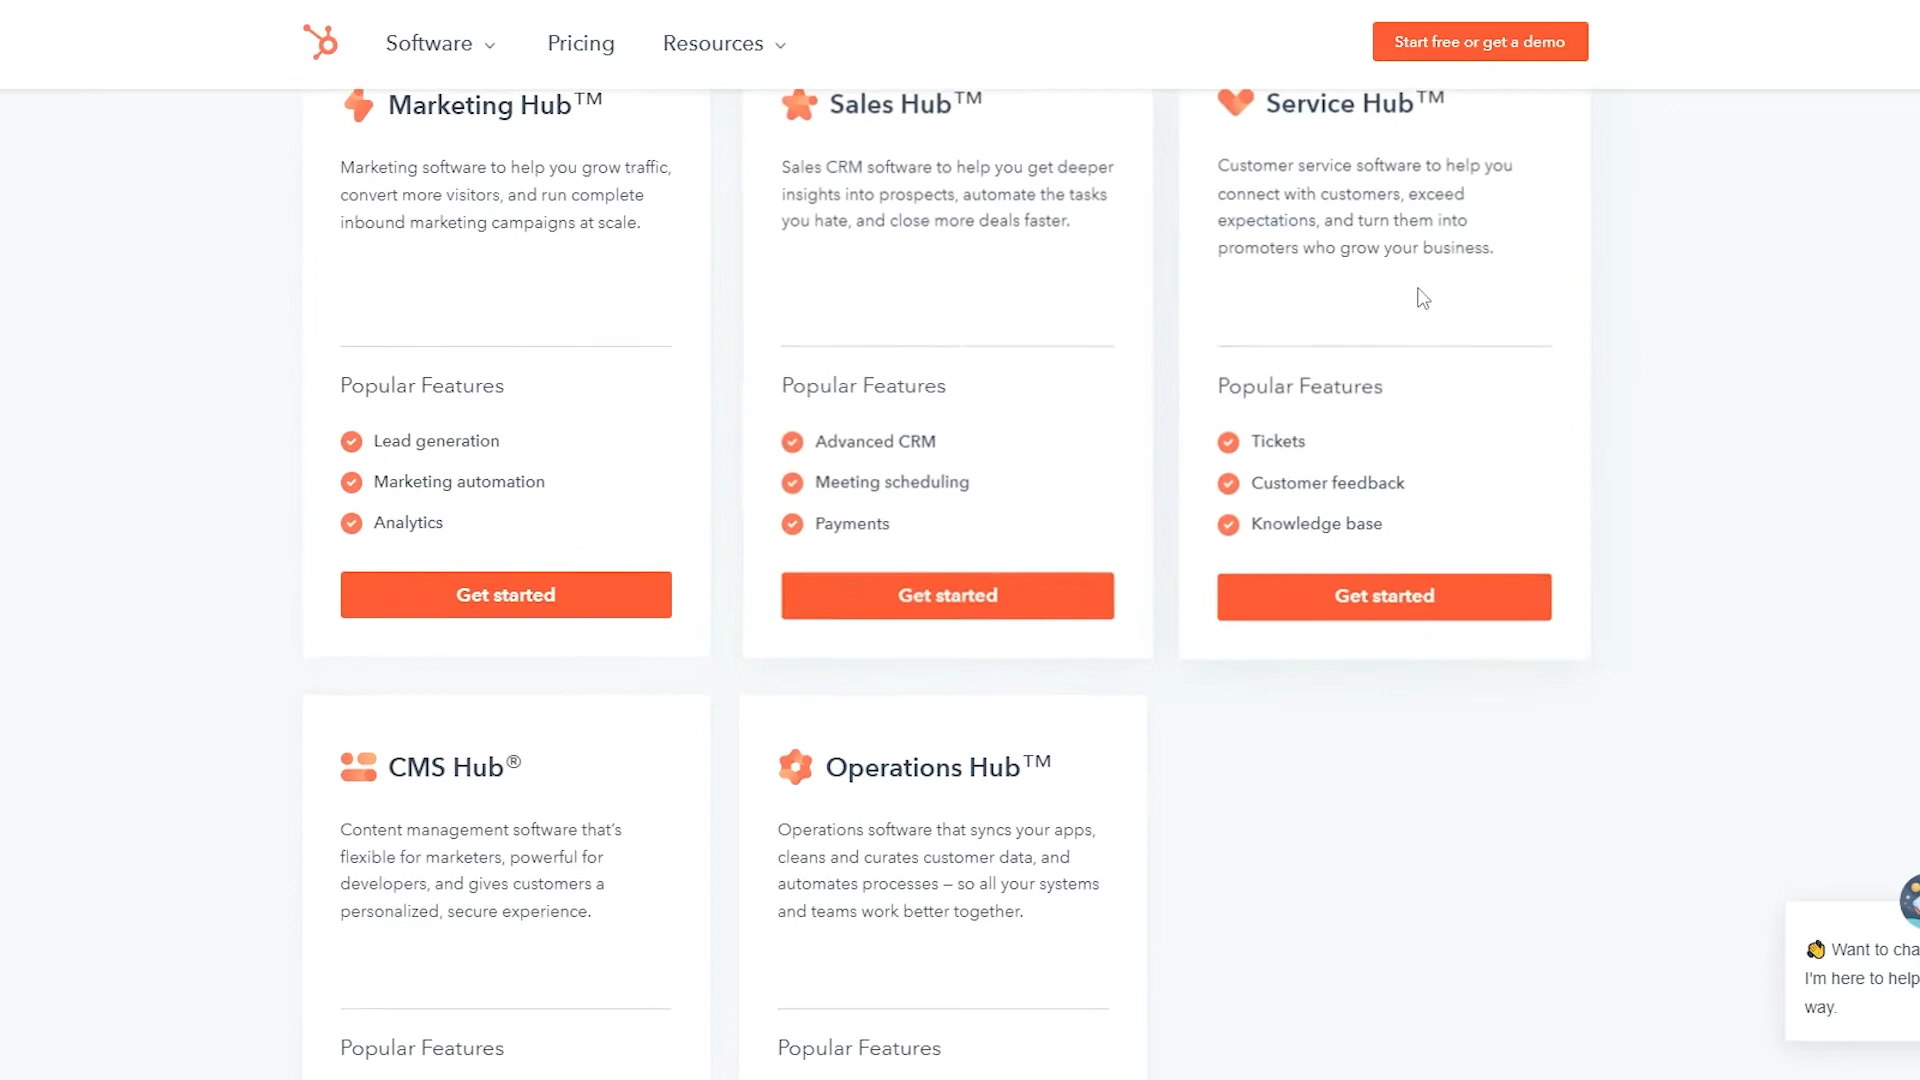 Software
Pricing
Resources
Start free or get a demo
Marketing Hub™
Marketing software to help you grow traffic,
convert more visitors, and run complete
inbound marketing campaigns at scale.
Popular Features
Lead generation
Marketing automation
Analytics
Get started
Sales Hub™
Sales CRM software to help you get deeper
insights into prospects, automate the tasks
you hate, and close more deals faster.
Popular Features
Advanced CRM
Meeting scheduling
Payments
Get started
Service Hub™
Customer service software to help you
connect with customers, exceed
expectations, and turn them into
promoters who grow your business.
Popular Features
Tickets
Customer feedback
Knowledge base
Get started
CMS Hub®
Content management software that's
flexible for marketers, powerful for
developers, and gives customers a
personalized, secure experience.
Popular Features
Operations Hub™
Operations software that syncs your apps,
cleans and curates customer data, and
automates processes – so all your systems
and teams work better together.
Popular Features
👋 Want to
I'm here to help
way.